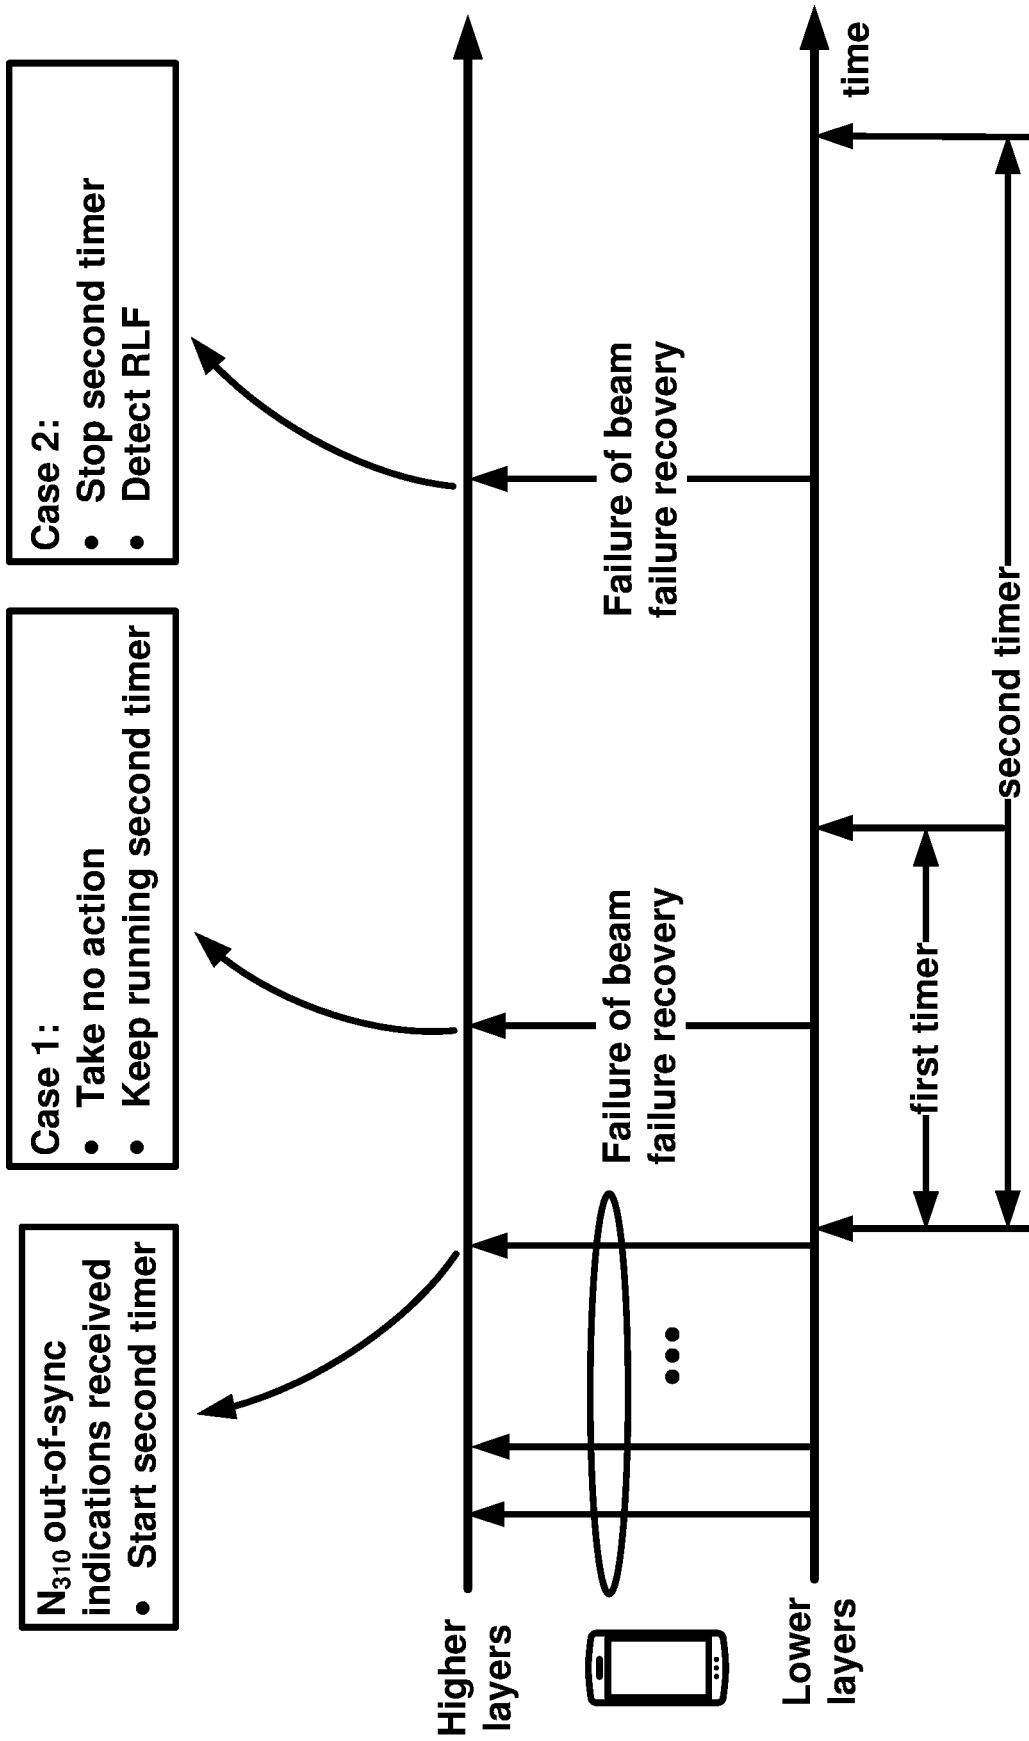 N310 out-of-sync
indications received
• Start second timer
Case 1:
• Take no action
• Keep running second timer
Case 2:
• Stop second timer
• Detect RLF
Higher
layers
Failure of beam
failure recovery
Failure of beam
failure recovery
•••
Lower
layers
time
first timer
second timer